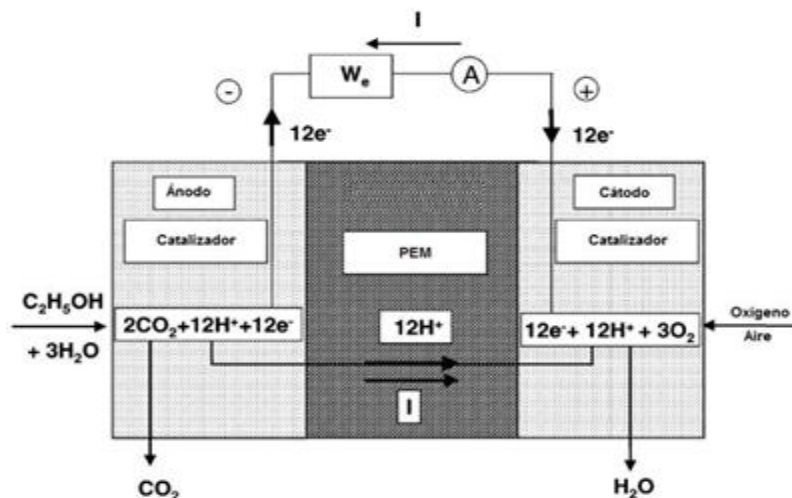 I
Wₑ
A
-
+
12e⁻
12e⁻
Ánodo
Cátodo
Catalizador
PEM
Catalizador
C₂H₅OH
+ 3H₂O
2CO₂+12H⁺+12e⁻
12H⁺
12e⁻+ 12H⁺ + 3O₂
Oxígeno
Aire
I
CO₂
H₂O